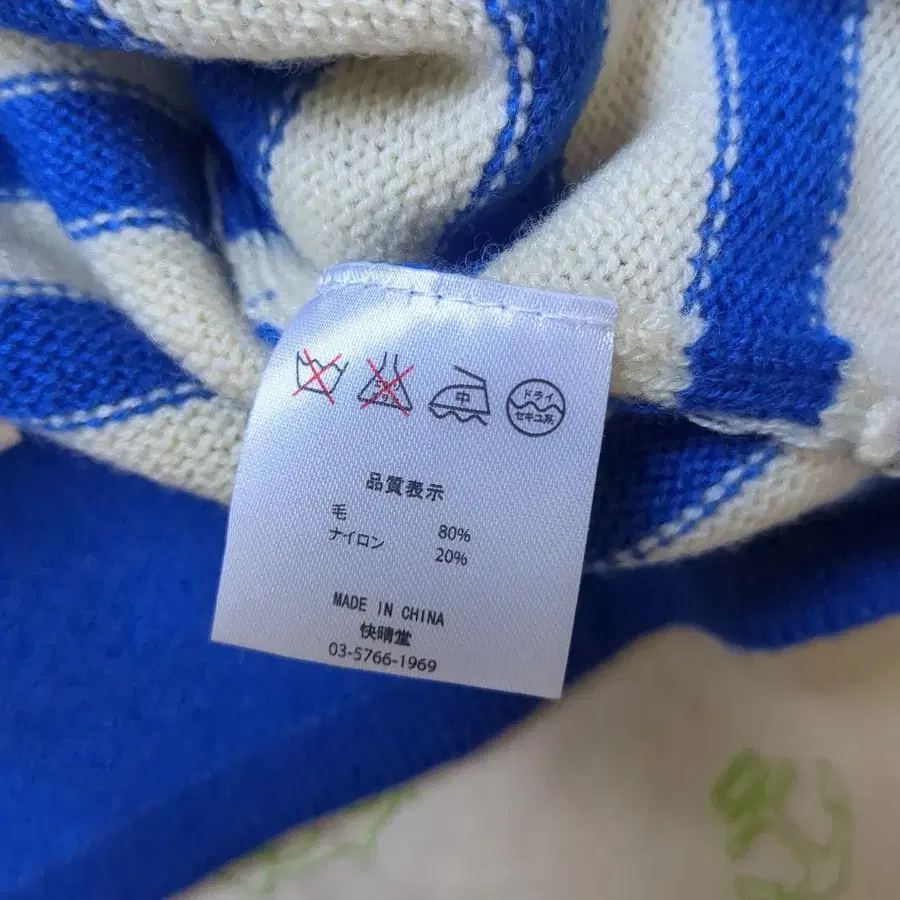 中 ドライ
セキユ系
品質表示
毛 80%
ナイロン 20%
MADE IN CHINA
快晴堂
03-5766-1969